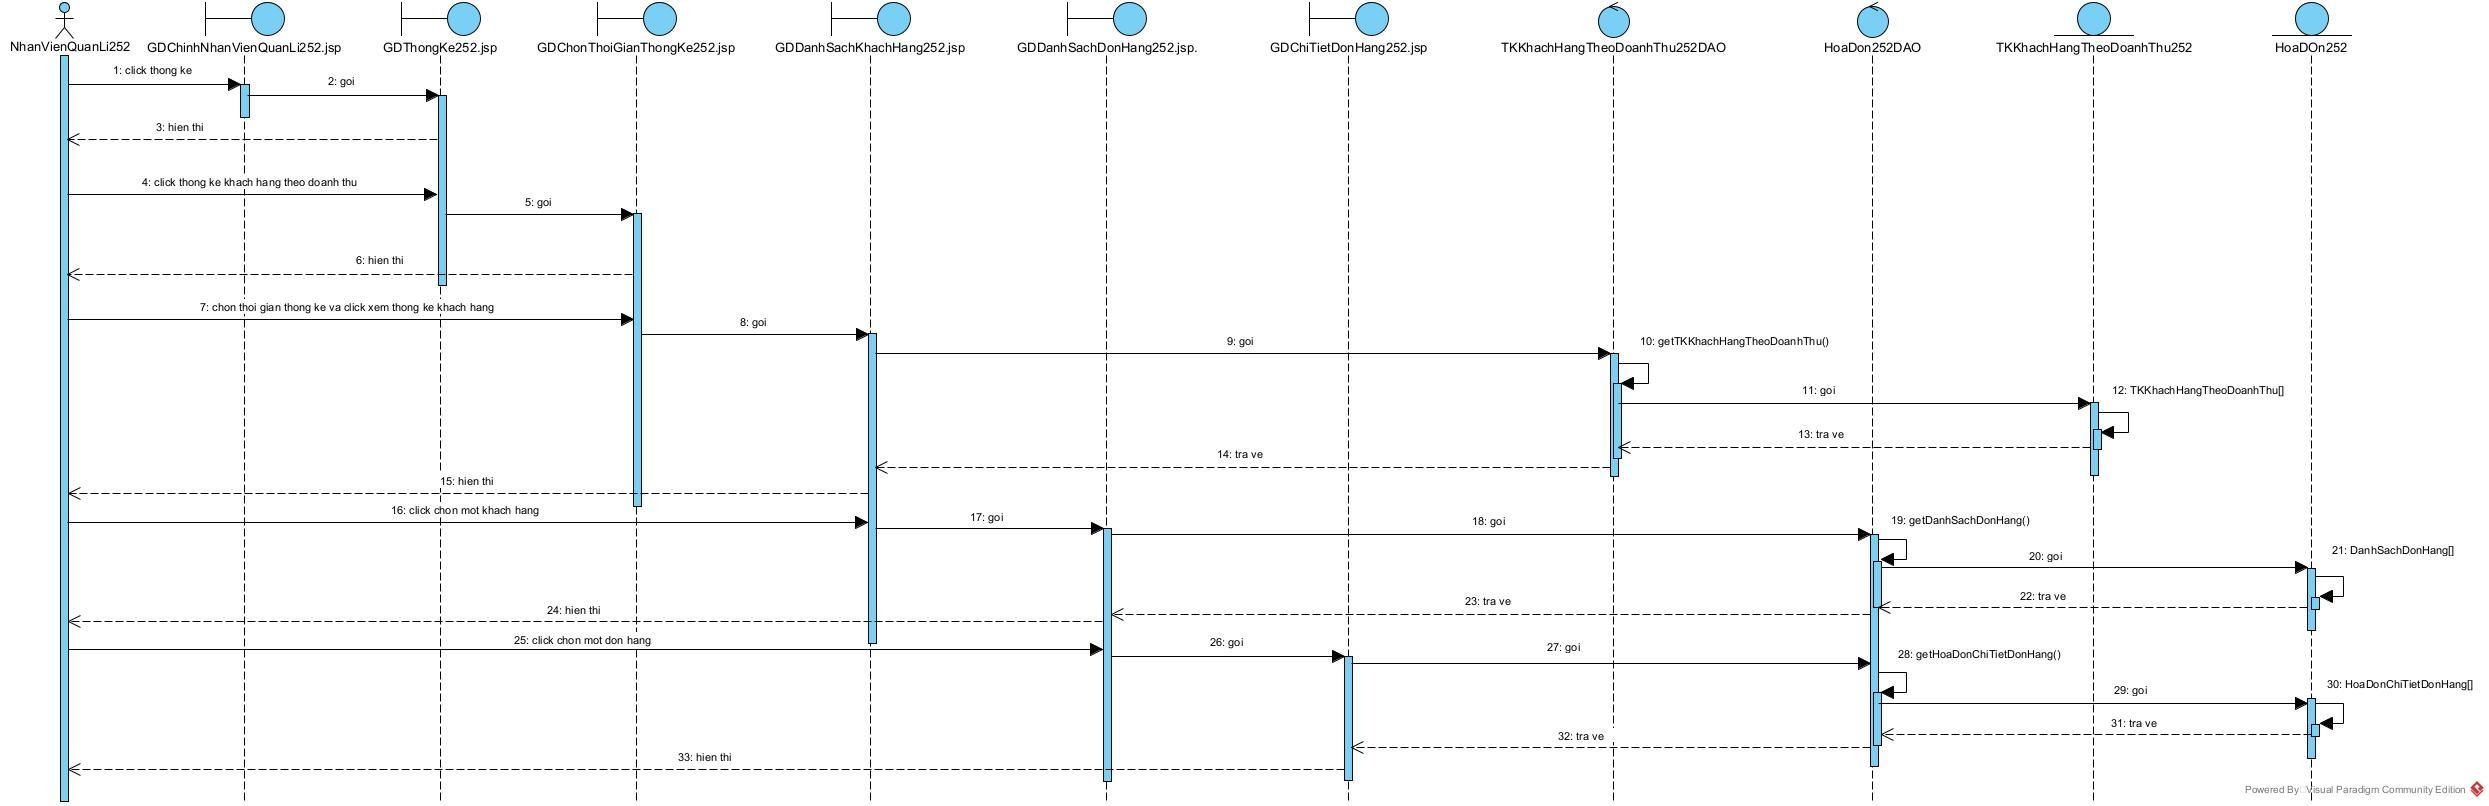 NhanVienQuanLi252
GDChinhNhanVienQuanLi252.jsp
GDThongKe252.jsp
GDChonThoiGianThongKe252.jsp
GDDanhSachKhachHang252.jsp
GDDanhSachDonHang252.jsp.
GDChiTietDonHang252.jsp
TKKhachHangTheoDoanhThu252DAO
HoaDon252DAO
TKKhachHangTheoDoanhThu252
HoaDOn252
1: click thong ke
2: goi
3: hien thi
4: click thong ke khach hang theo doanh thu
5: goi
6: hien thi
7: chon thoi gian thong ke va click xem thong ke khach hang
8: goi
9: goi
10: getTKKhachHangTheoDoanhThu()
11: goi
12: TKKhachHangTheoDoanhThu[]
13: tra ve
14: tra ve
15: hien thi
16: click chon mot khach hang
17: goi
18: goi
19: getDanhSachDonHang()
20: goi
21: DanhSachDonHang[]
22: tra ve
23: tra ve
24: hien thi
25: click chon mot don hang
26: goi
27: goi
28: getHoaDonChiTietDonHang()
29: goi
30: HoaDonChiTietDonHang[]
31: tra ve
32: tra ve
33: hien thi
Powered By Visual Paradigm Community Edition